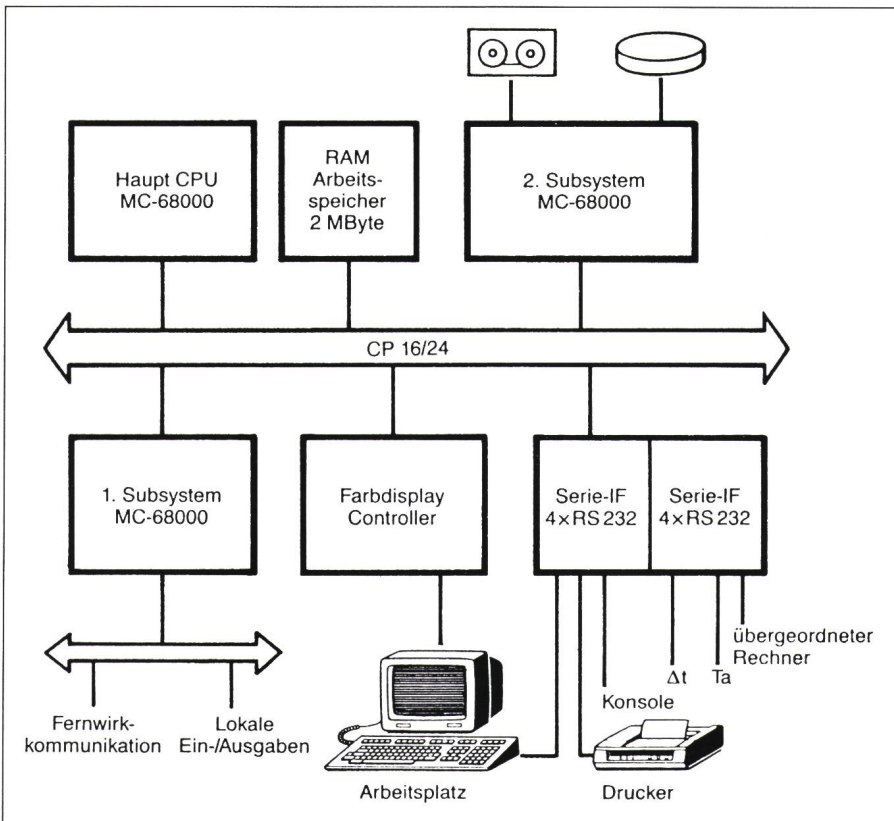 Haupt CPU
MC-68000
RAM
Arbeits-
speicher
2 MByte
2. Subsystem
MC-68000
CP 16/24
1. Subsystem
MC-68000
Farbdisplay
Controller
Serie-IF
4×RS 232
Serie-IF
4×RS 232
Fernwirk-
kommunikation
Lokale
Ein-/Ausgaben
Arbeitsplatz
Konsole
Drucker
Δt
Ta
übergeordneter
Rechner